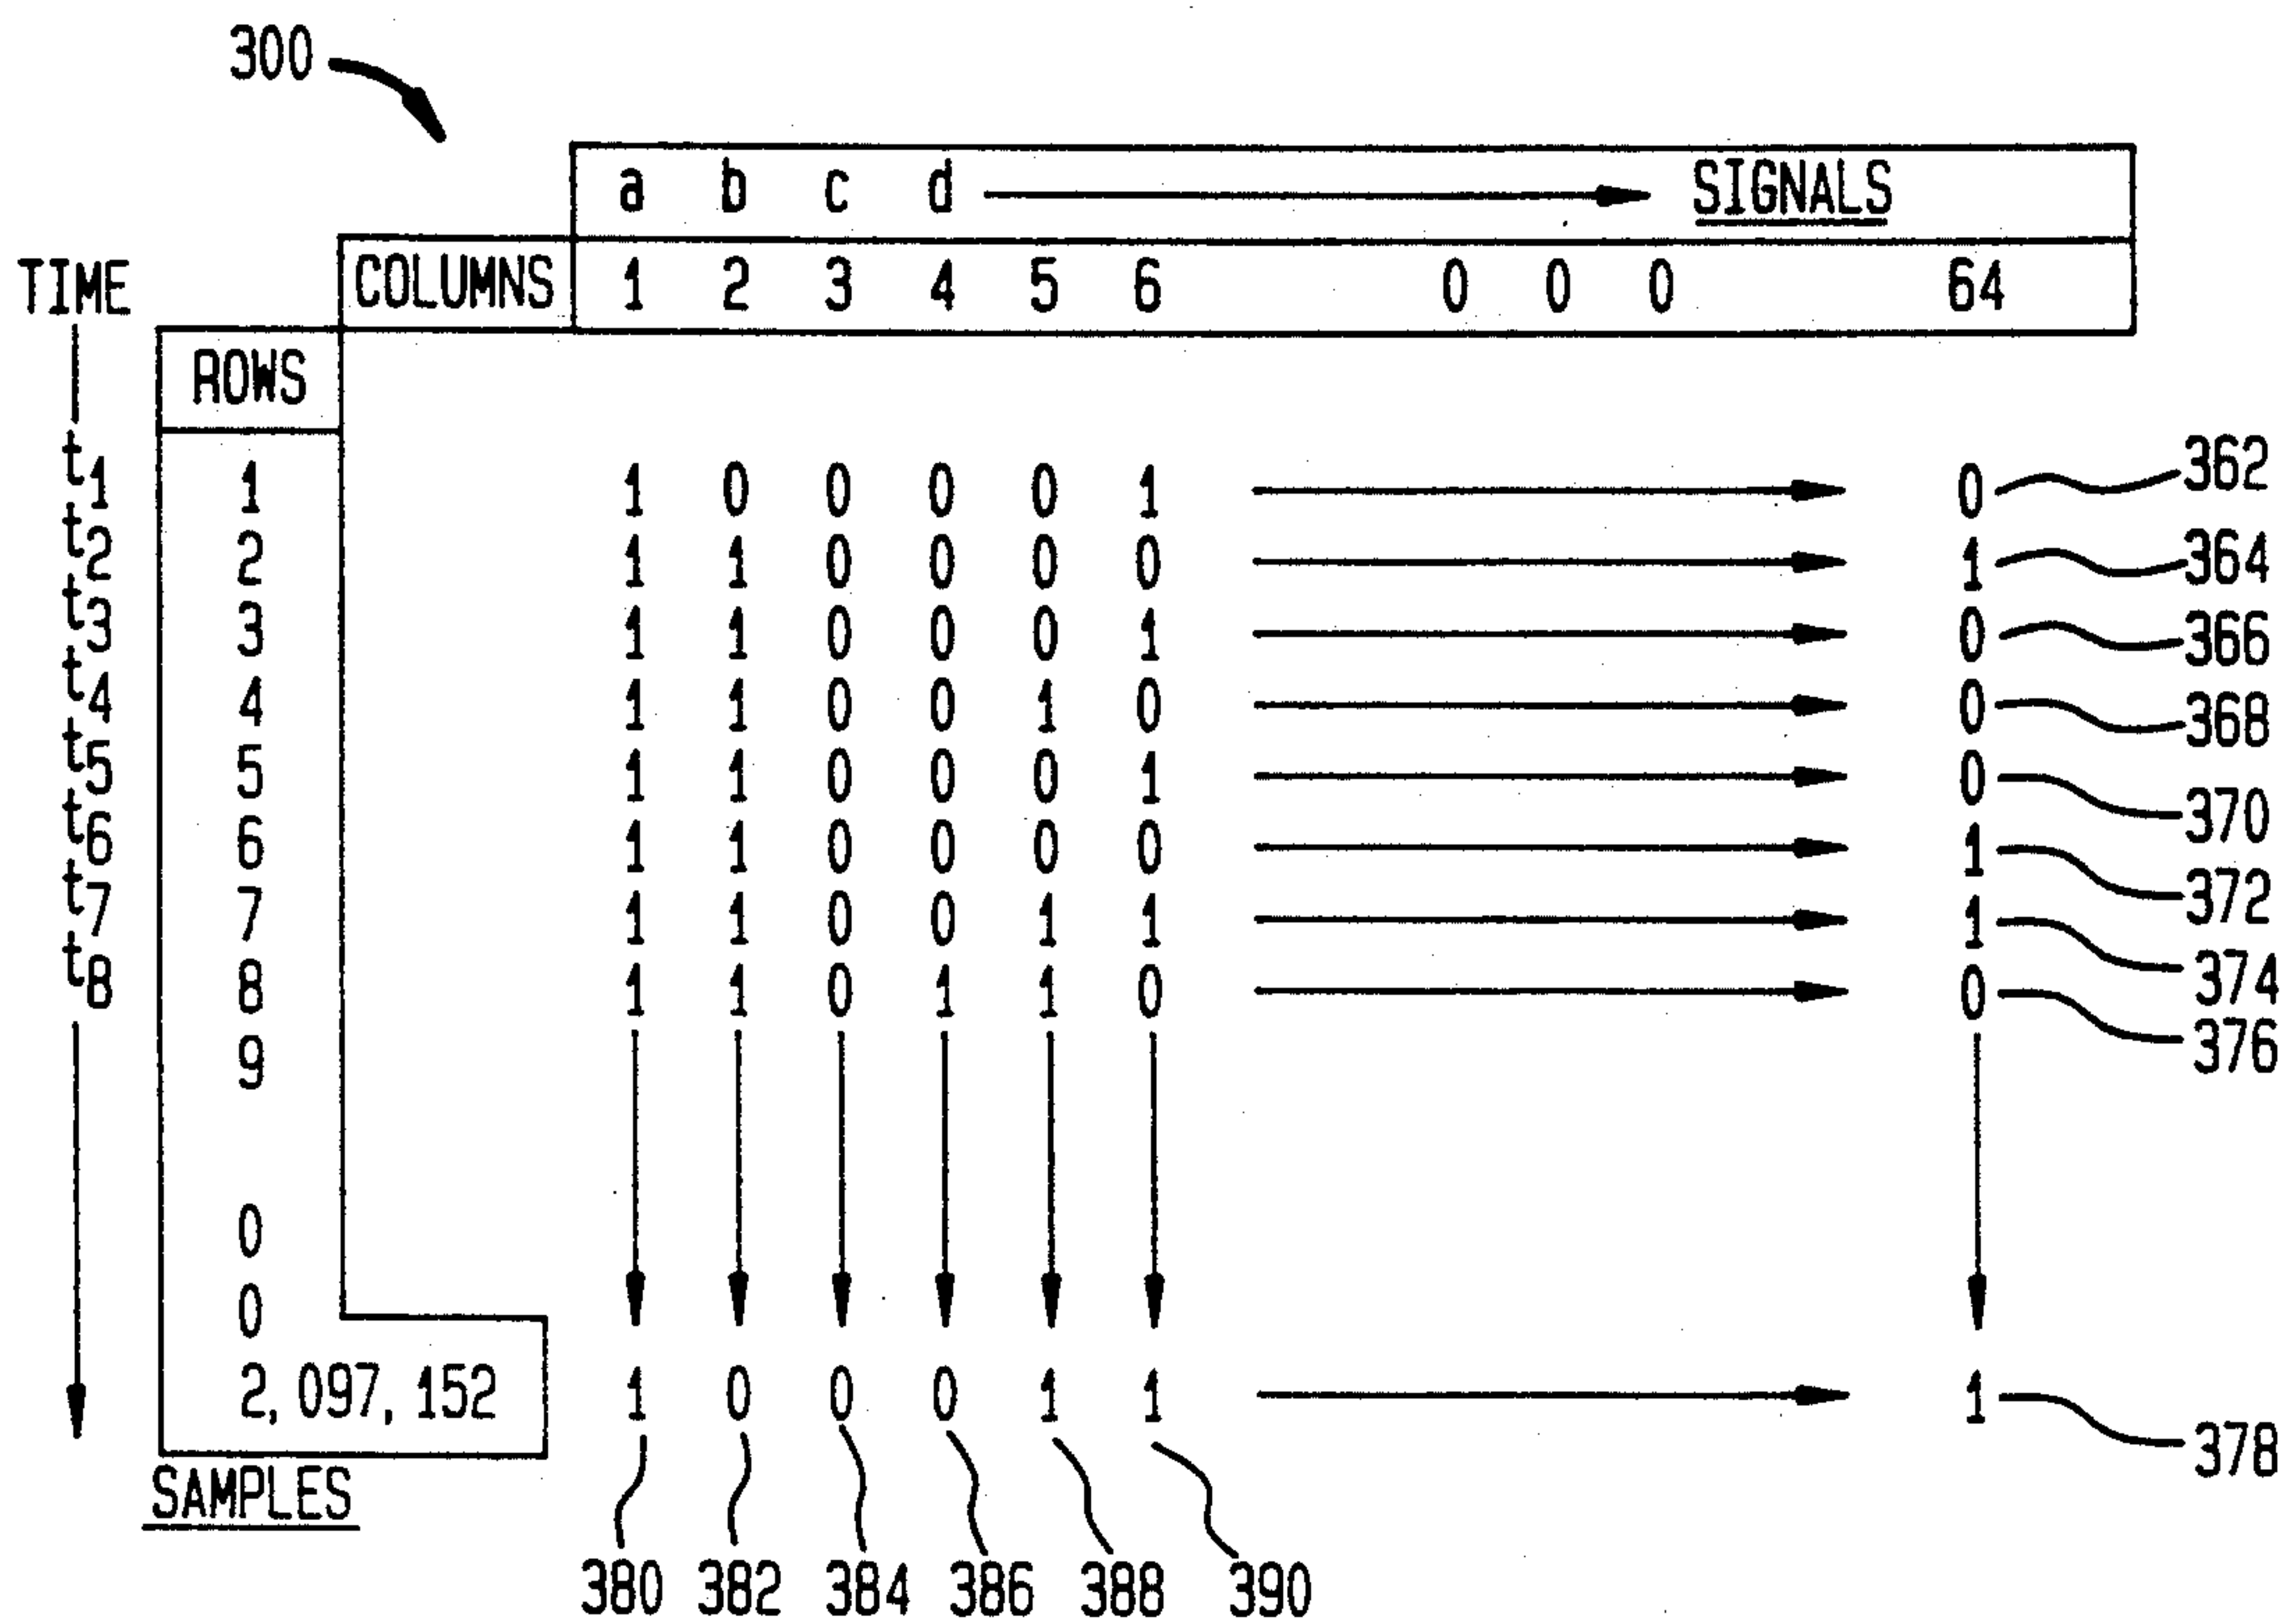 300
a b c d SIGNALS
TIME COLUMNS 1 2 3 4 5 6 0 0 0 64
ROWS
t1 1 1 0 0 0 0 1 0 362
t2 2 1 1 0 0 0 0 1 364
t3 3 1 1 0 0 0 1 0 366
t4 4 1 1 0 0 1 0 0 368
t5 5 1 1 0 0 0 1 0 370
t6 6 1 1 0 0 0 0 1 372
t7 7 1 1 0 0 1 1 1 374
t8 8 1 1 0 1 1 0 0 376
9
0
0
2,097,152 1 0 0 0 1 1 1 378
SAMPLES
380 382 384 386 388 390